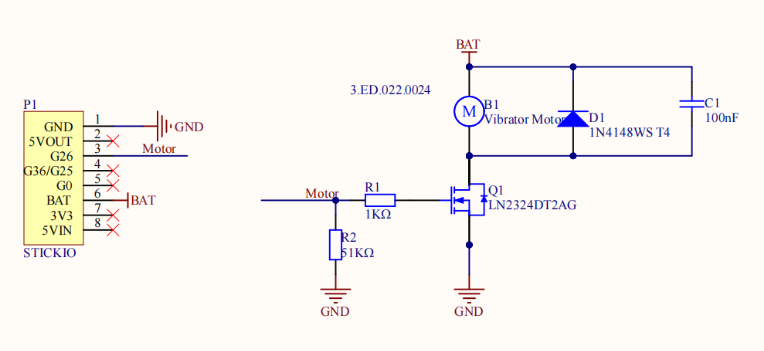 P1
1
GND
GND
2
5VOUT
3
G26
Motor
4
G36/G25
5
G0
6
BAT
BAT
7
3V3
8
5VIN
STICKIO
BAT
3.ED.022.0024
M
B1
Vibrator Motor
D1
1N4148WS T4
C1
100nF
Motor
R1
1KΩ
Q1
LN2324DT2AG
R2
51KΩ
GND
GND